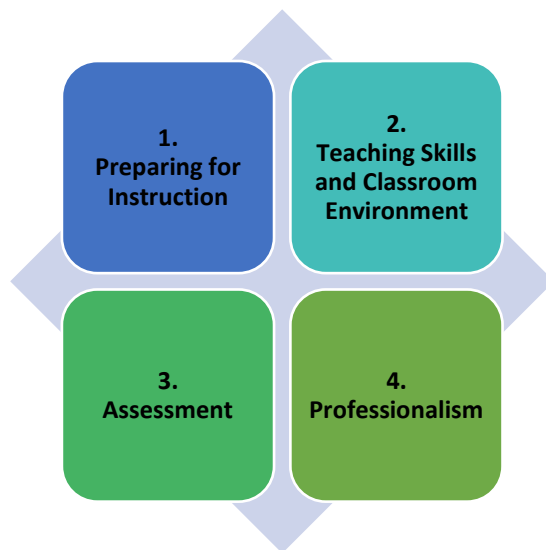 1.
Preparing for
Instruction
2.
Teaching Skills
and Classroom
Environment
3.
Assessment
4.
Professionalism